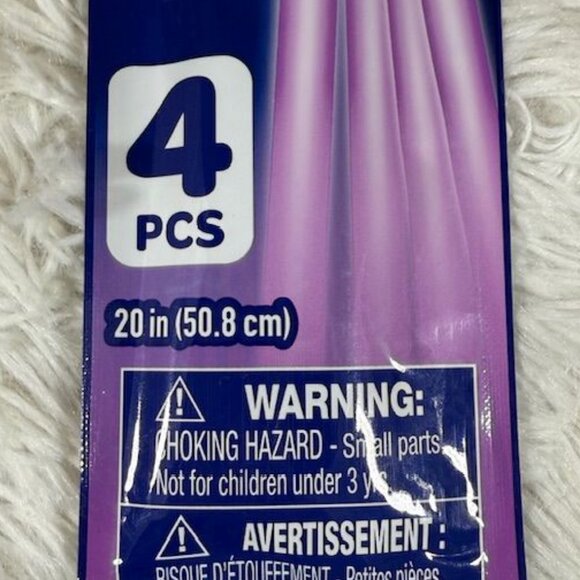 4
PCS
20 in (50.8 cm)
WARNING:
CHOKING HAZARD - Small parts.
Not for children under 3 yrs.
AVERTISSEMENT :
RISQUE D'ÉTOUFFEMENT - Petites pièces